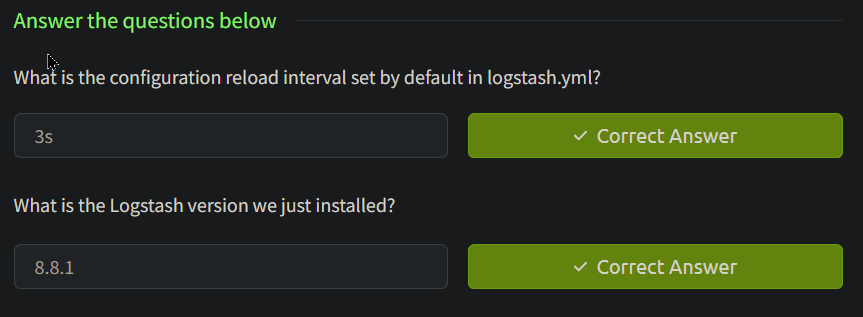 Answer the questions below
What is the configuration reload interval set by default in logstash.yml?
3s
✓ Correct Answer
What is the Logstash version we just installed?
8.8.1
✓ Correct Answer